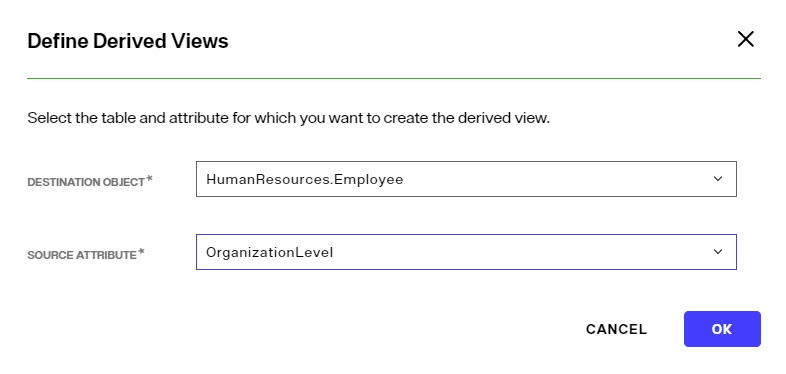 Define Derived Views
Select the table and attribute for which you want to create the derived view.
DESTINATION OBJECT* HumanResources.Employee
SOURCE ATTRIBUTE* OrganizationLevel
CANCEL OK